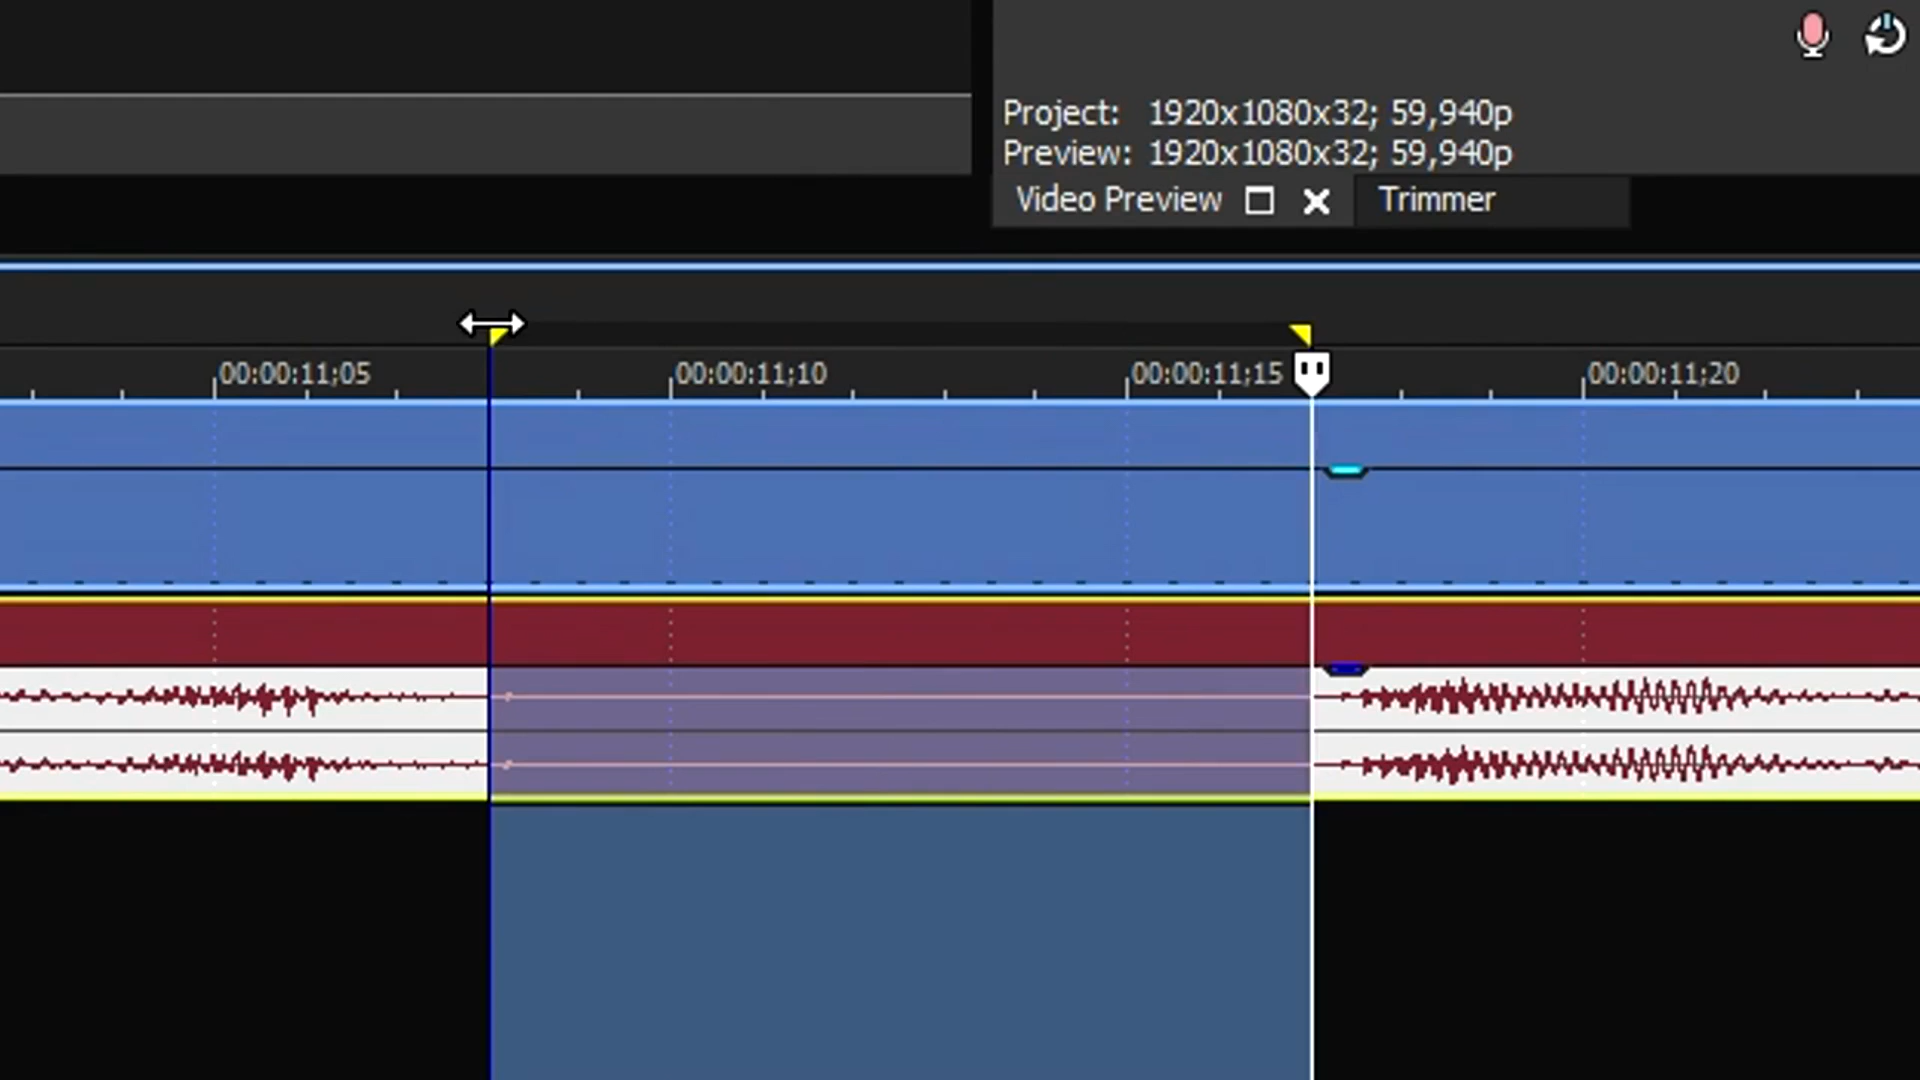 Project: 1920x1080x32; 59,940p
Preview: 1920x1080x32; 59,940p
Video Preview Trimmer
00:00:11;05 00:00:11;10 00:00:11;15 00:00:11;20